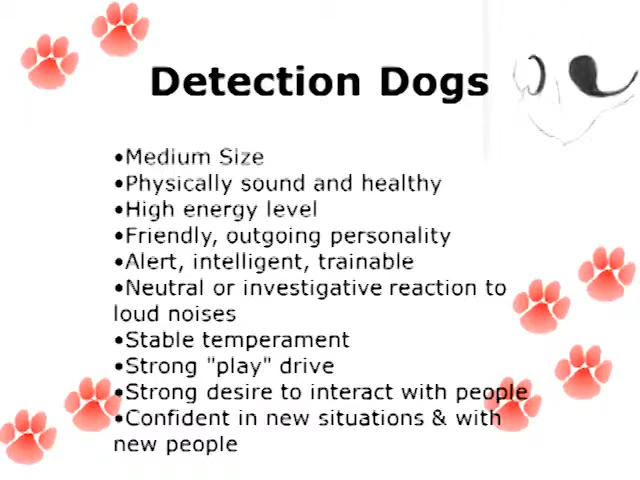 Detection Dogs
•Medium Size
•Physically sound and healthy
•High energy level
•Friendly, outgoing personality
•Alert, intelligent, trainable
•Neutral or investigative reaction to
loud noises
•Stable temperament
•Strong "play" drive
•Strong desire to interact with people
•Confident in new situations & with
new people